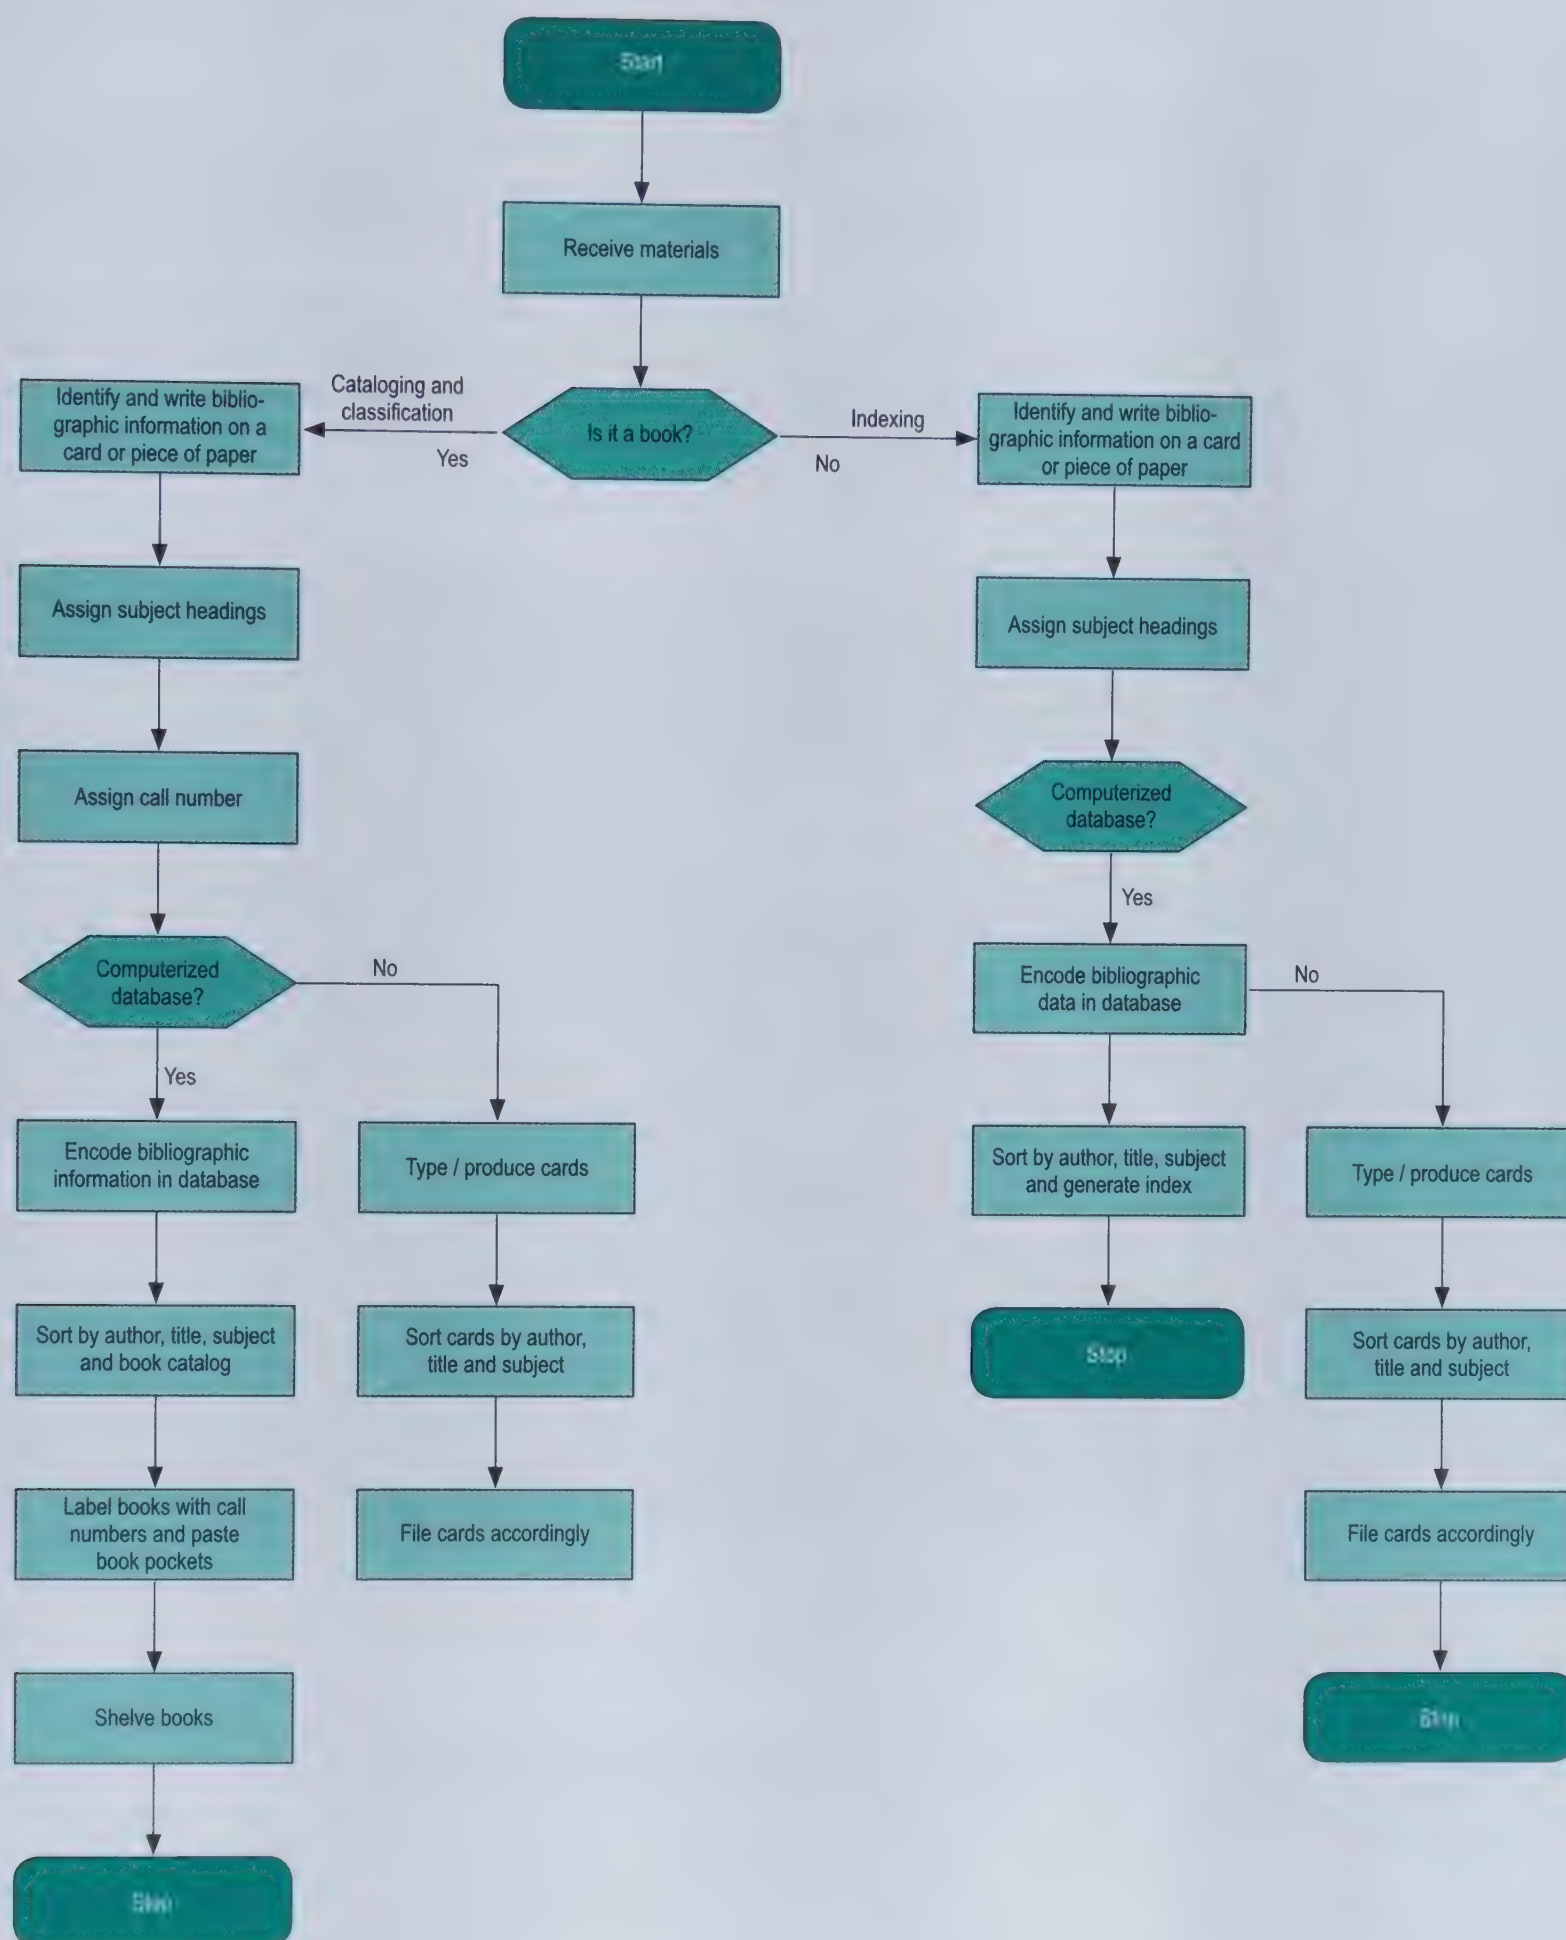 Start
Receive materials
Is it a book?
Cataloging and
classification
Yes
Indexing
No
Identify and write biblio-
graphic information on a
card or piece of paper
Assign subject headings
Assign call number
Computerized
database?
No
Yes
Encode bibliographic
information in database
Sort by author, title, subject
and book catalog
Label books with call
numbers and paste
book pockets
Shelve books
Stop
Type / produce cards
Sort cards by author,
title and subject
File cards accordingly
Identify and write biblio-
graphic information on a card
or piece of paper
Assign subject headings
Computerized
database?
Yes
Encode bibliographic
data in database
No
Sort by author, title, subject
and generate index
Stop
Type / produce cards
Sort cards by author,
title and subject
File cards accordingly
Stop